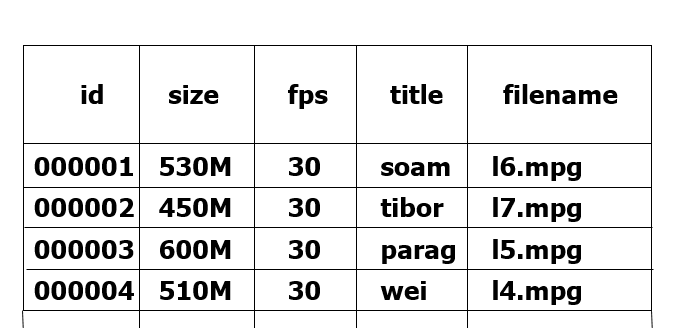 id size fps title filename
000001 530M 30 soam l6.mpg
000002 450M 30 tibor l7.mpg
000003 600M 30 parag l5.mpg
000004 510M 30 wei l4.mpg